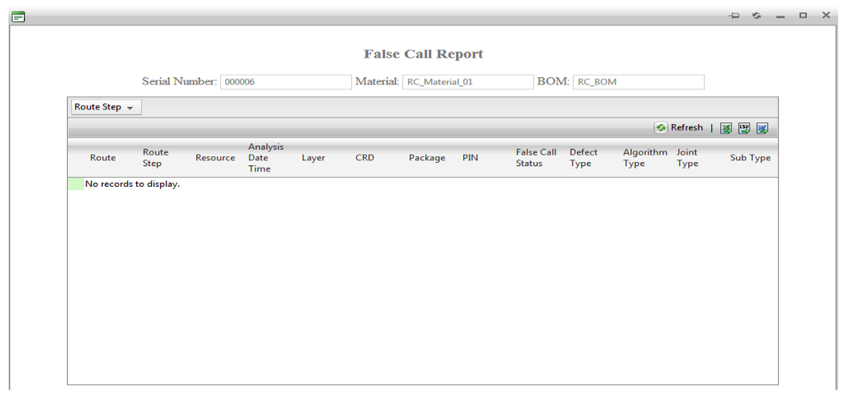 False Call Report
Serial Number: 000006 Material: RC_Material_01 BOM: RC_BOM
Route Step
Refresh |
Route Route Step Resource Analysis Date Time Layer CRD Package PIN False Call Status Defect Type Algorithm Type Joint Type Sub Type
No records to display.